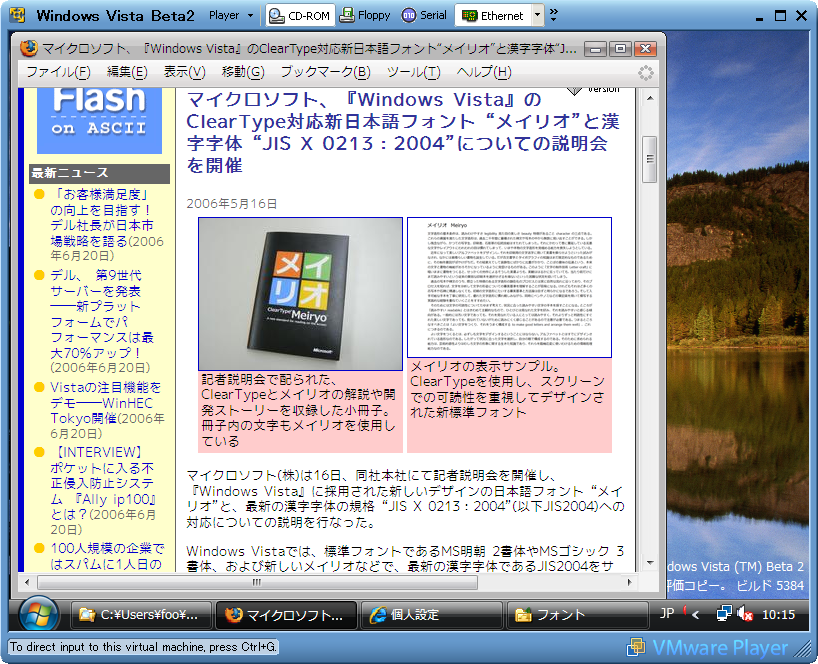 Windows Vista Beta2 Player CD-ROM Floppy Serial Ethernet »
マイクロソフト、『Windows Vista』のClearType対応新日本語フォント“メイリオ”と漢字字体“J...
ファイル(F) 編集(E) 表示(V) 移動(G) ブックマーク(B) ツール(T) ヘルプ(H)
Flash
on ASCII
最新ニュース
「お客様満足度」
の向上を目指す！
デル社長が日本市
場戦略を語る(2006
年6月20日)
デル、 第9世代
サーバーを発表
――新プラット
フォームでパ
フォーマンスは最
大70%アップ！
(2006年6月20日)
Vistaの注目機能を
デモ――WinHEC
Tokyo開催(2006年
6月20日)
【INTERVIEW】
ポケットに入る不
正侵入防止システ
ム 『Ally ip100』
とは？(2006年6月
20日)
100人規模の企業で
はスパムに1人日の
version
マイクロソフト、『Windows Vista』の
ClearType対応新日本語フォント “メイリオ”と漢
字字体 “JIS X 0213：2004”についての説明会
を開催
2006年5月16日
メイ
リオ
ClearType
Meiryo
Microsoft
メイリオ Meiryo
記者説明会で配られた、
ClearTypeとメイリオの解説や開
発ストーリーを収録した小冊子。
冊子内の文字もメイリオを使用し
ている
メイリオの表示サンプル。
ClearTypeを使用し、スクリーン
での可読性を重視してデザインさ
れた新標準フォント
マイクロソフト(株)は16日、同社本社にて記者説明会を開催し、
『Windows Vista』に採用された新しいデザインの日本語フォント “メイ
リオ”と、最新の漢字字体の規格 “JIS X 0213：2004”(以下JIS2004)への
対応についての説明を行なった。
Windows Vistaでは、標準フォントであるMS明朝 2書体やMSゴシック 3
書体、および新しいメイリオなどで、最新の漢字字体であるJIS2004をサ
dows Vista (TM) Beta 2
評価コピー。 ビルド 5384
C:¥Users¥foo¥... マイクロソフト... 個人設定 フォント JP 10:15
To direct input to this virtual machine, press Ctrl+G.
VMware Player